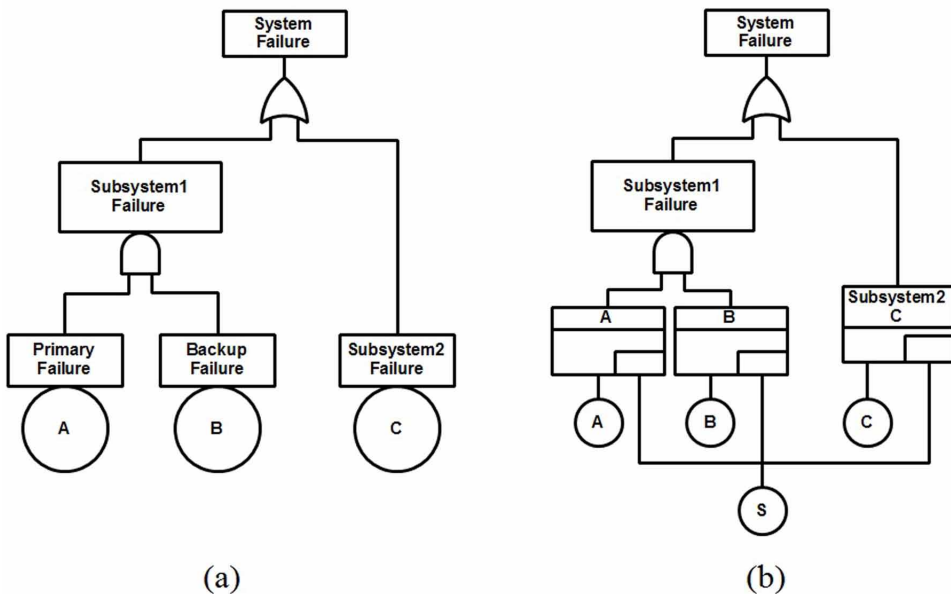 System
Failure
Subsystem1
Failure
Primary
Failure
Backup
Failure
Subsystem2
Failure
A
B
C
(a)
System
Failure
Subsystem1
Failure
A
B
Subsystem2
C
A
B
C
S
(b)